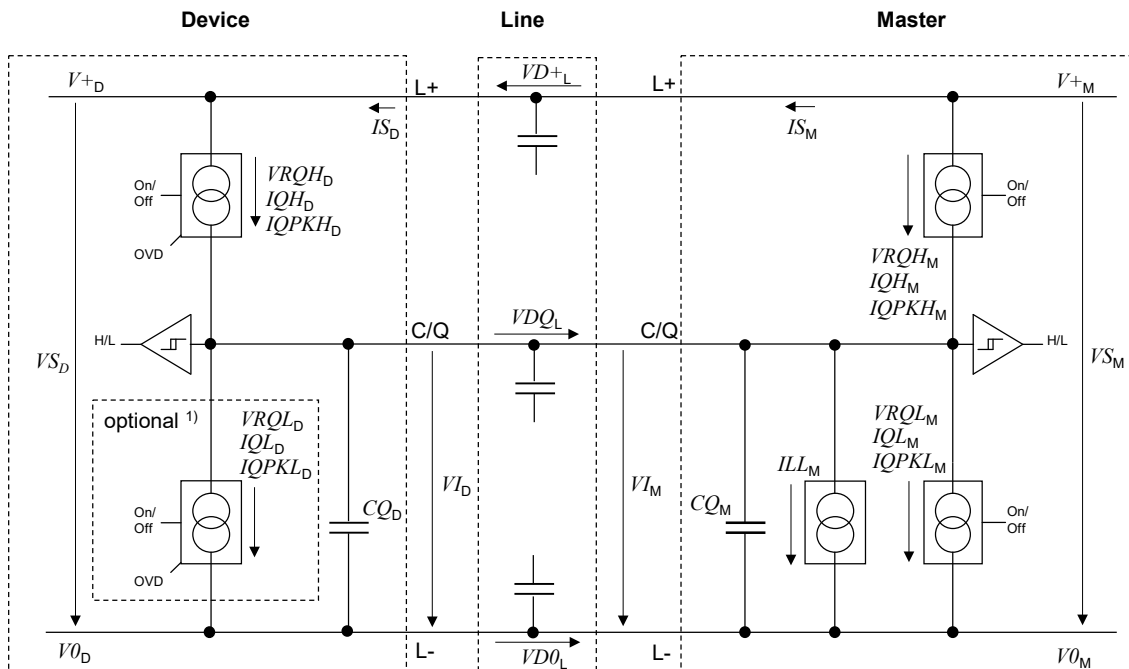 Device Line Master
V+D L+ VD+L L+ V+M
ISD ISM
VRQHD
IQHD
IQPKHD
On/
Off
OVD
On/
Off
VRQHM
IQHM
IQPKHM
H/L C/Q VDQL C/Q H/L
VSD VSM
optional 1)
VRQLD
IQLD
IQPKLD
On/
Off
OVD
CQD
VID
VIM
CQM
ILLM
VRQLM
IQLM
IQPKLM
On/
Off
V0D L- VD0L L- V0M